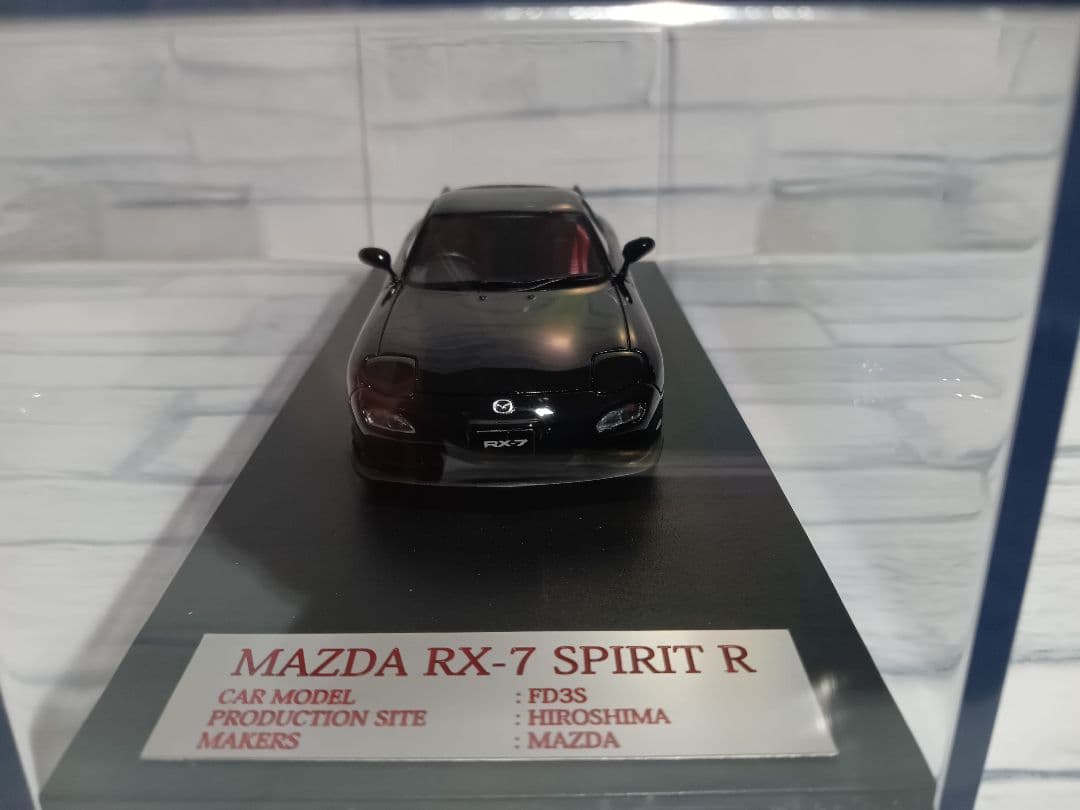 RX-7
MAZDA RX-7 SPIRIT R
CAR MODEL : FD3S
PRODUCTION SITE : HIROSHIMA
MAKERS : MAZDA